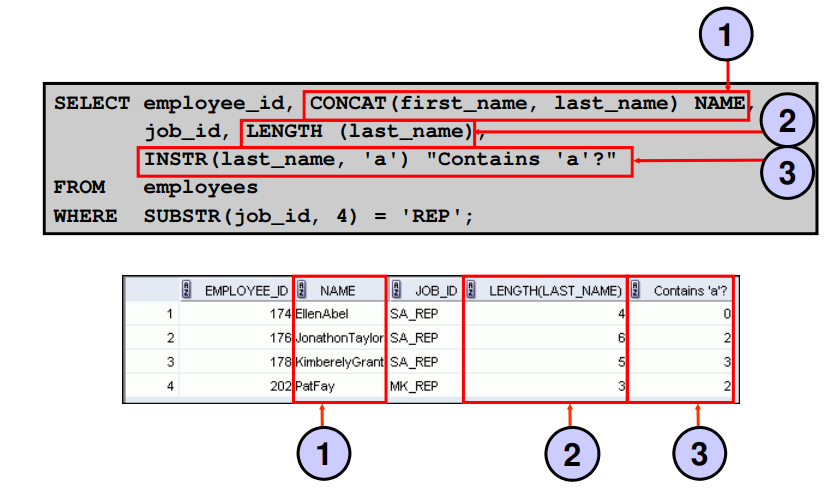 1
SELECT employee_id, CONCAT(first_name, last_name) NAME,
job_id, LENGTH (last_name),
2
INSTR(last_name, 'a') "Contains 'a'?"
3
FROM employees
WHERE SUBSTR(job_id, 4) = 'REP';
EMPLOYEE_ID NAME JOB_ID LENGTH(LAST_NAME) Contains 'a'?
1 174 EllenAbel SA_REP 4 0
2 176 JonathonTaylor SA_REP 6 2
3 178 KimberelyGrant SA_REP 5 3
4 202 PatFay MK_REP 3 2
1 2 3